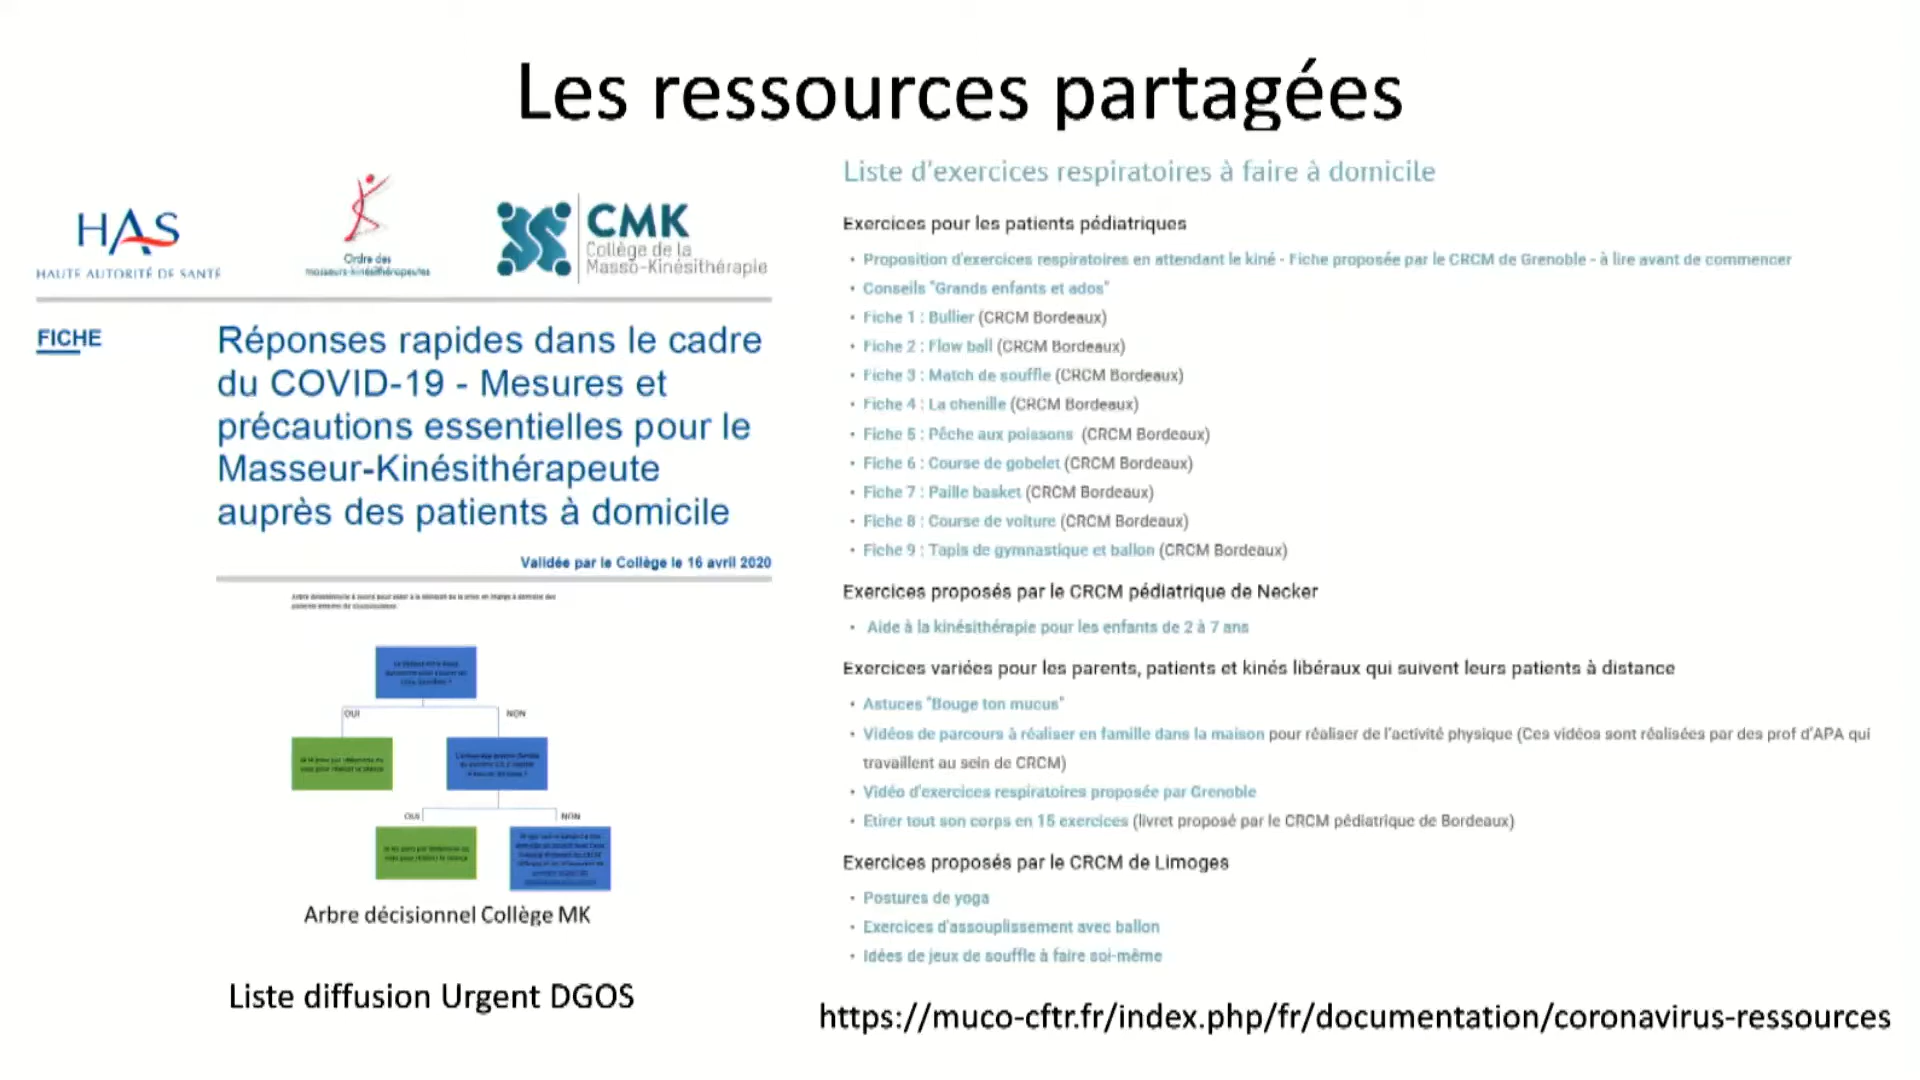 Les ressources partagées
HAS
HAUTE AUTORITÉ DE SANTÉ
Ordre des
masseurs-kinésithérapeutes
CMK
Collège de la
Masso-Kinésithérapie
FICHE
Réponses rapides dans le cadre
du COVID-19 - Mesures et
précautions essentielles pour le
Masseur-Kinésithérapeute
auprès des patients à domicile
Validée par le Collège le 16 avril 2020
OUI
NON
OUI
NON
Arbre décisionnel Collège MK
Liste diffusion Urgent DGOS
Liste d'exercices respiratoires à faire à domicile
Exercices pour les patients pédiatriques
• Proposition d'exercices respiratoires en attendant le kiné - Fiche proposée par le CRCM de Grenoble - à lire avant de commencer
• Conseils "Grands enfants et ados"
• Fiche 1 : Bullier (CRCM Bordeaux)
• Fiche 2 : Flow ball (CRCM Bordeaux)
• Fiche 3 : Match de souffle (CRCM Bordeaux)
• Fiche 4 : La chenille (CRCM Bordeaux)
• Fiche 5 : Pêche aux poissons (CRCM Bordeaux)
• Fiche 6 : Course de gobelet (CRCM Bordeaux)
• Fiche 7 : Paille basket (CRCM Bordeaux)
• Fiche 8 : Course de voiture (CRCM Bordeaux)
• Fiche 9 : Tapis de gymnastique et ballon (CRCM Bordeaux)
Exercices proposés par le CRCM pédiatrique de Necker
• Aide à la kinésithérapie pour les enfants de 2 à 7 ans
Exercices variées pour les parents, patients et kinés libéraux qui suivent leurs patients à distance
• Astuces "Bouge ton mucus"
• Vidéos de parcours à réaliser en famille dans la maison pour réaliser de l'activité physique (Ces vidéos sont réalisées par des prof d'APA qui
travaillent au sein de CRCM)
• Vidéo d'exercices respiratoires proposée par Grenoble
• Etirer tout son corps en 15 exercices (livret proposé par le CRCM pédiatrique de Bordeaux)
Exercices proposés par le CRCM de Limoges
• Postures de yoga
• Exercices d'assouplissement avec ballon
• Idées de jeux de souffle à faire soi-même
https://muco-cftr.fr/index.php/fr/documentation/coronavirus-ressources